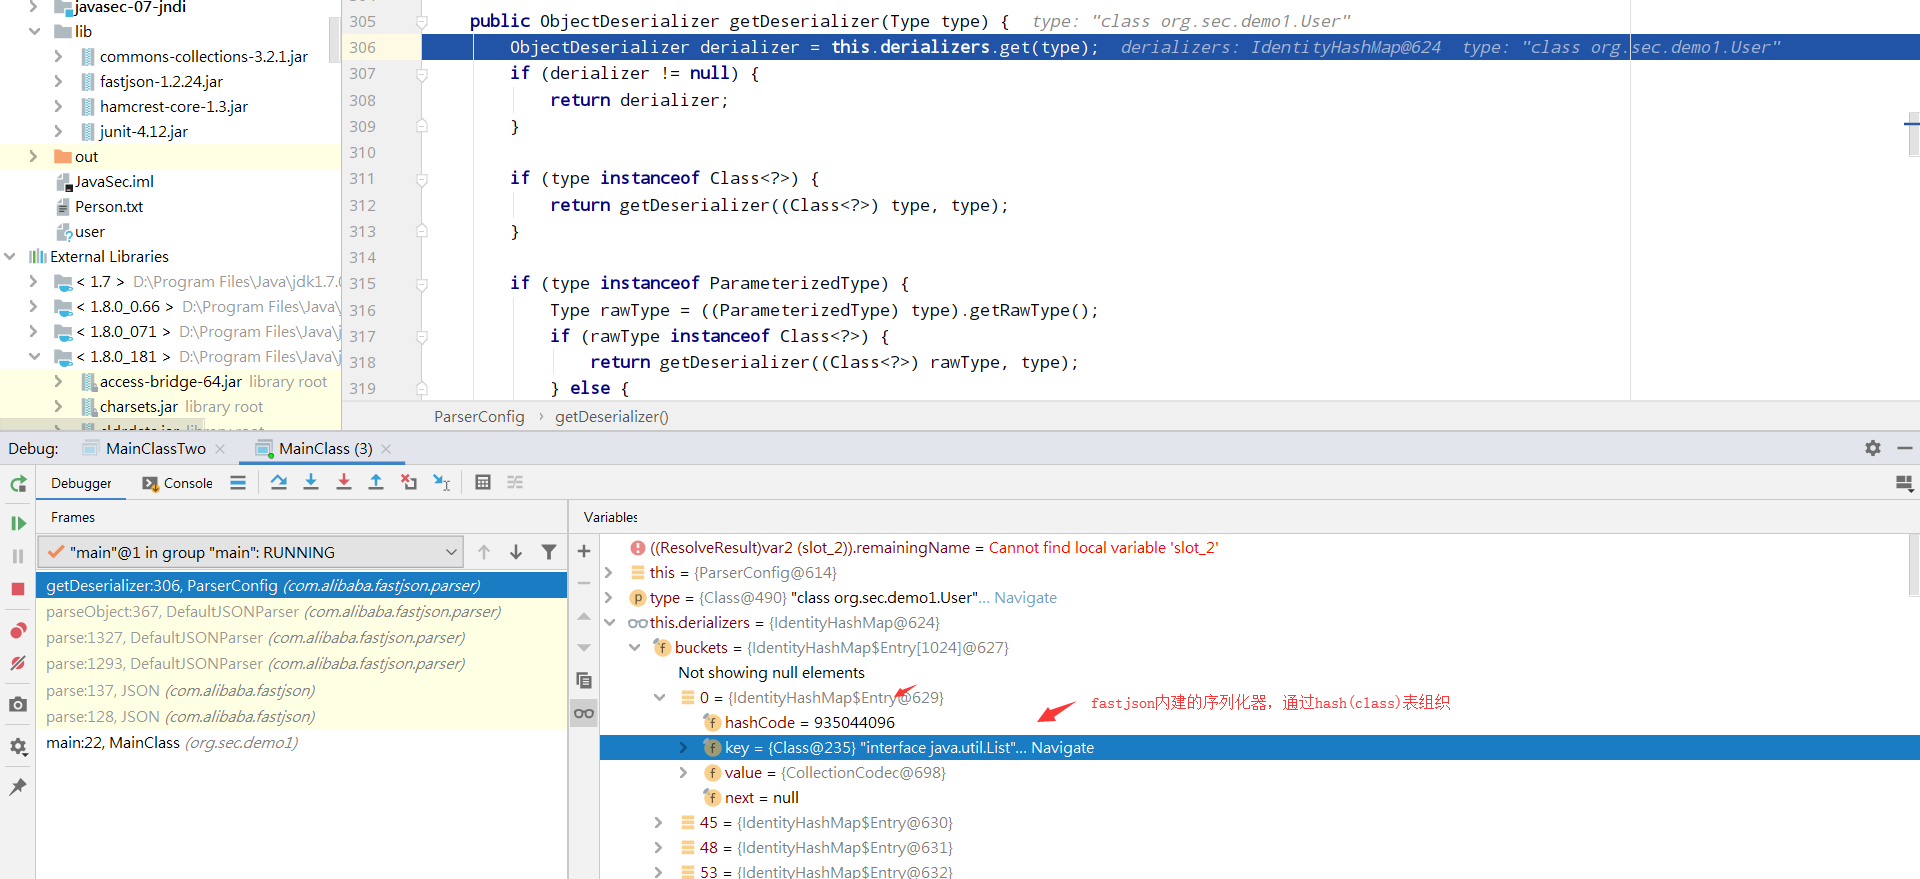 javasec-07-jndi
lib
commons-collections-3.2.1.jar
fastjson-1.2.24.jar
hamcrest-core-1.3.jar
junit-4.12.jar
out
JavaSec.iml
Person.txt
user
External Libraries
< 1.7 > D:\Program Files\Java\jdk1.7.0
< 1.8.0_0.66 > D:\Program Files\Java\
< 1.8.0_071 > D:\Program Files\Java\j
< 1.8.0_181 > D:\Program Files\Java\j
access-bridge-64.jar library root
charsets.jar library root
305 public ObjectDeserializer getDeserializer(Type type) { type: "class org.sec.demo1.User"
306 ObjectDeserializer derializer = this.derializers.get(type); derializers: IdentityHashMap@624 type: "class org.sec.demo1.User"
307 if (derializer != null) {
308 return derializer;
309 }
310
311 if (type instanceof Class<?>) {
312 return getDeserializer((Class<?>) type, type);
313 }
314
315 if (type instanceof ParameterizedType) {
316 Type rawType = ((ParameterizedType) type).getRawType();
317 if (rawType instanceof Class<?>) {
318 return getDeserializer((Class<?>) rawType, type);
319 } else {
ParserConfig › getDeserializer()
Debug: MainClassTwo MainClass (3)
Debugger Console
Frames
"main"@1 in group "main": RUNNING
getDeserializer:306, ParserConfig (com.alibaba.fastjson.parser)
parseObject:367, DefaultJSONParser (com.alibaba.fastjson.parser)
parse:1327, DefaultJSONParser (com.alibaba.fastjson.parser)
parse:1293, DefaultJSONParser (com.alibaba.fastjson.parser)
parse:137, JSON (com.alibaba.fastjson)
parse:128, JSON (com.alibaba.fastjson)
main:22, MainClass (org.sec.demo1)
Variables
((ResolveResult)var2 (slot_2)).remainingName = Cannot find local variable 'slot_2'
this = {ParserConfig@614}
type = {Class@490} "class org.sec.demo1.User"... Navigate
this.derializers = {IdentityHashMap@624}
buckets = {IdentityHashMap$Entry[1024]@627}
Not showing null elements
0 = {IdentityHashMap$Entry@629}
fastjson内建的序列化器，通过hash(class)表组织
hashCode = 935044096
key = {Class@235} "interface java.util.List"... Navigate
value = {CollectionCodec@698}
next = null
45 = {IdentityHashMap$Entry@630}
48 = {IdentityHashMap$Entry@631}
53 = {IdentityHashMap$Entry@632}